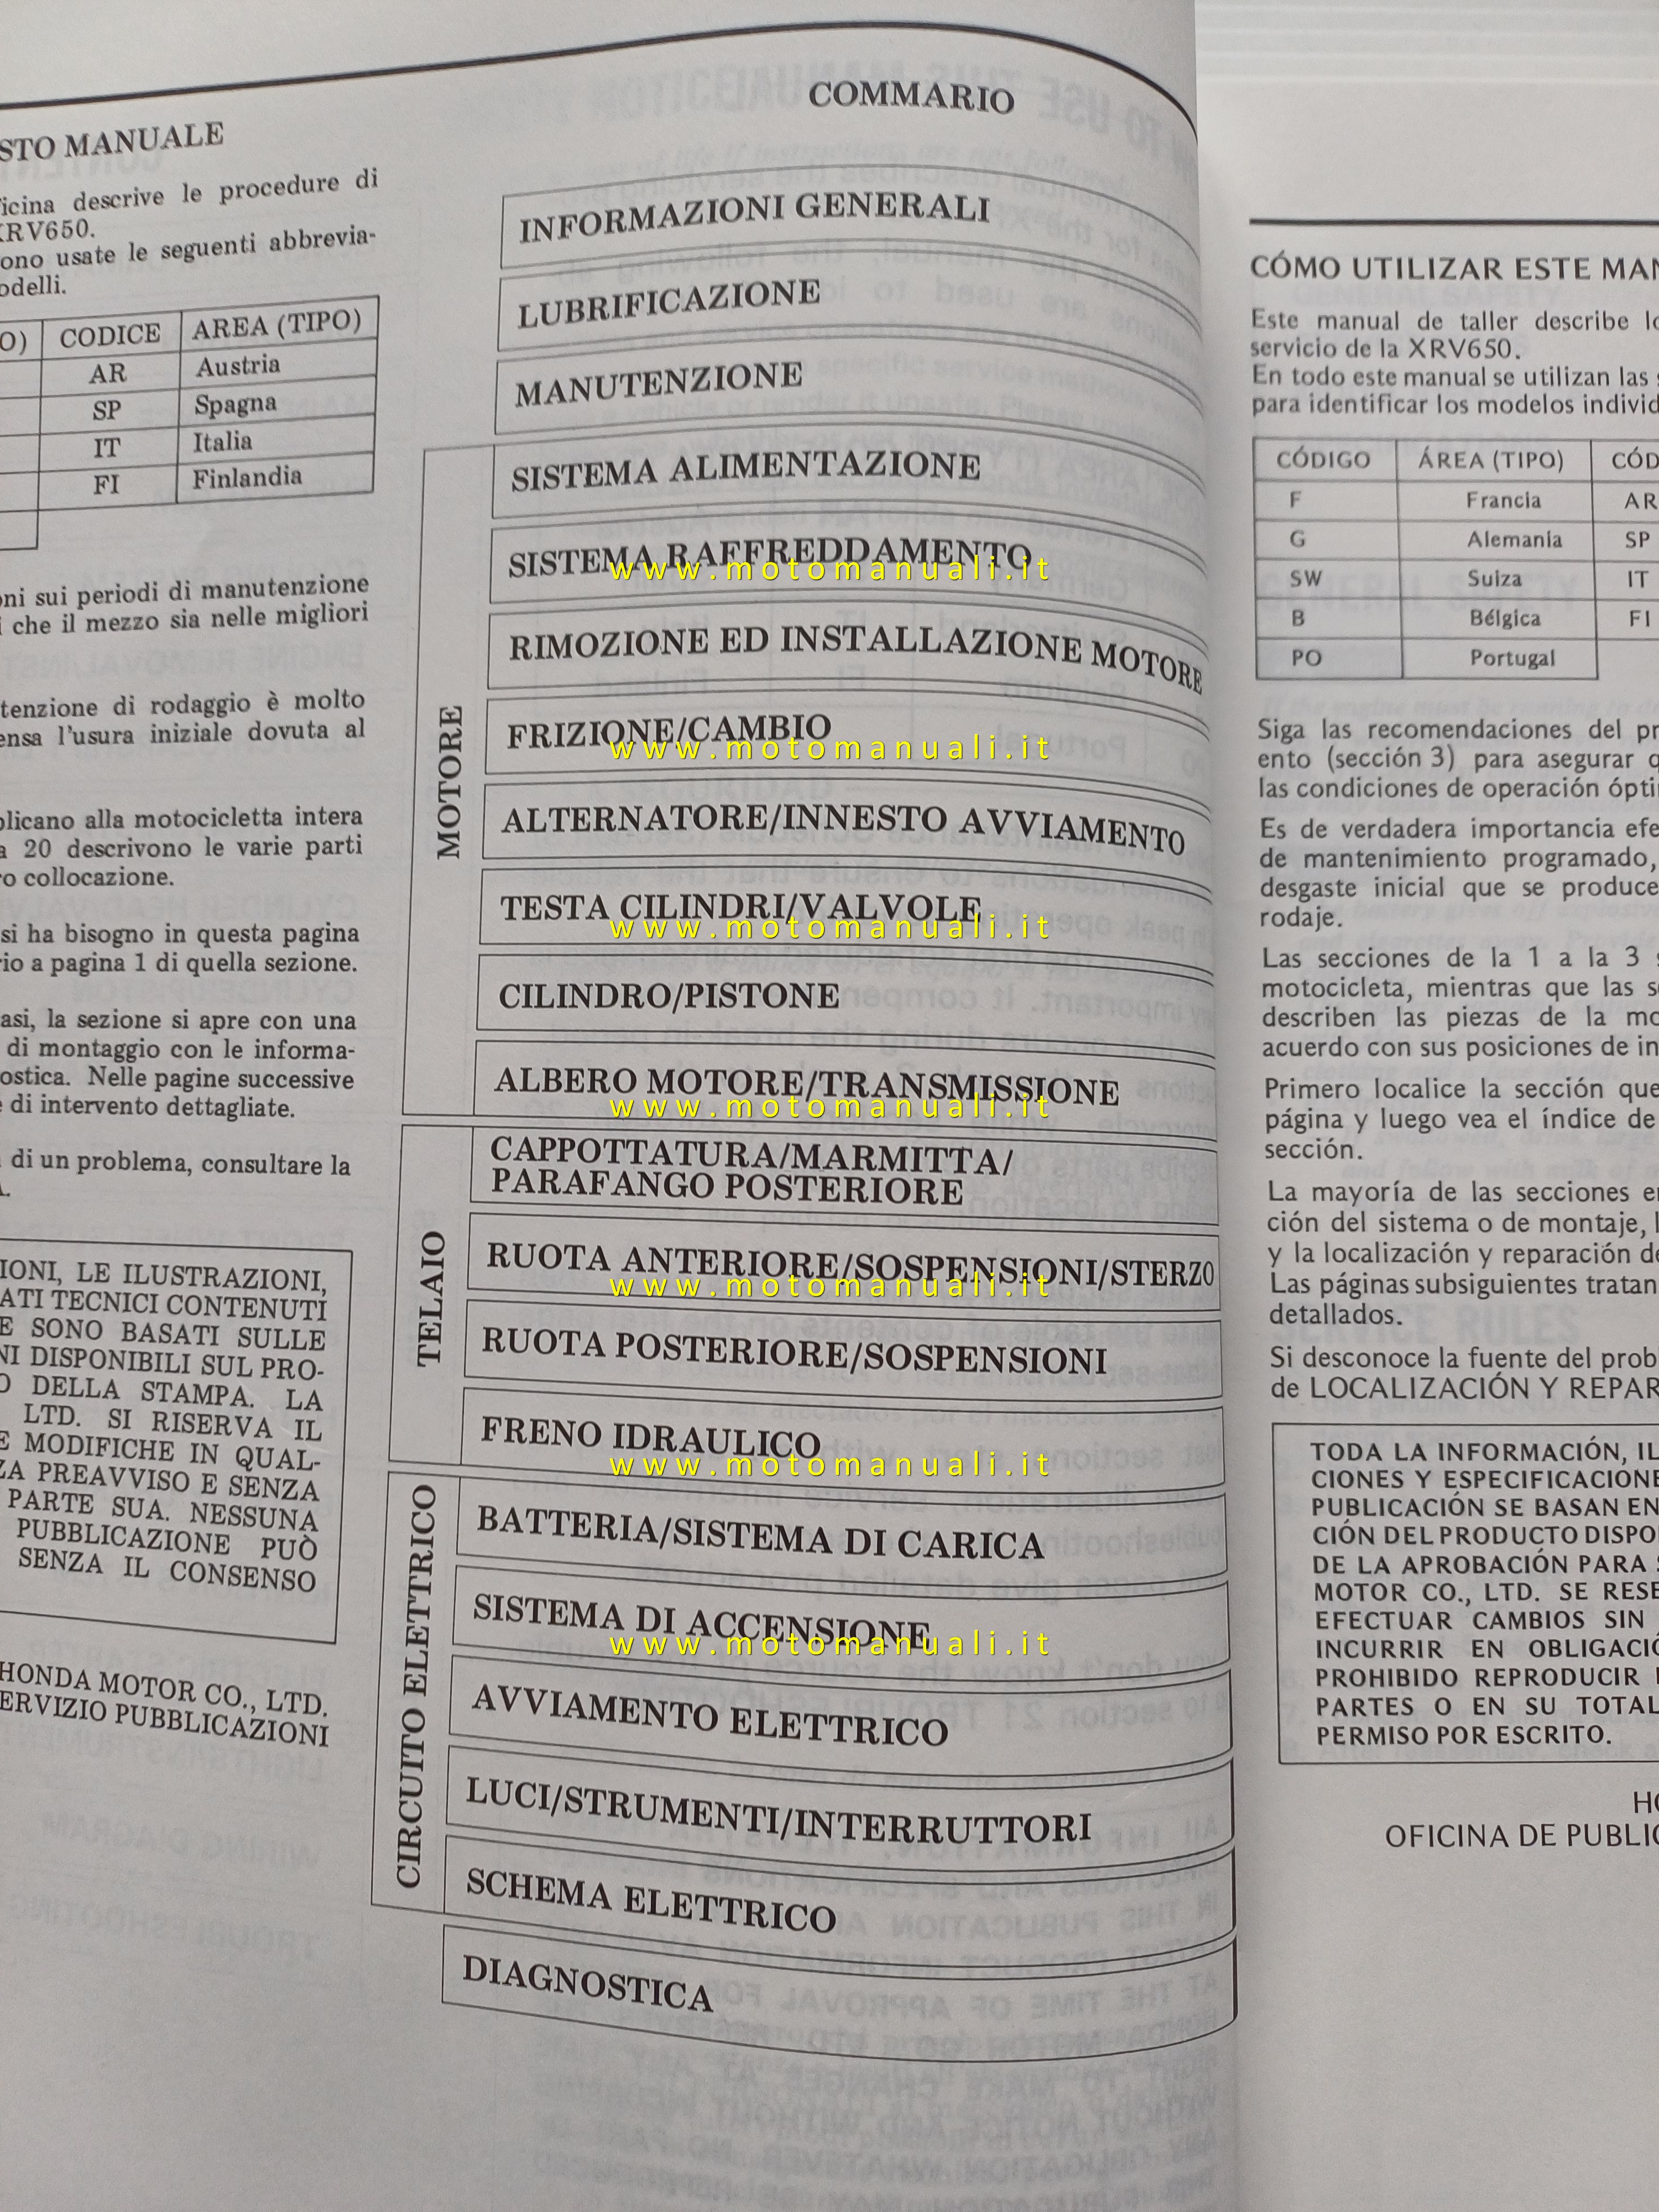 STO MANUALE
icina descrive le procedure di
XRV650.
ono usate le seguenti abbrevia-
odelli.
O) CODICE AREA (TIPO)
AR Austria
SP Spagna
IT Italia
FI Finlandia
oni sui periodi di manutenzione
i che il mezzo sia nelle migliori
tenzione di rodaggio è molto
ensa l'usura iniziale dovuta al
plicano alla motocicletta intera
a 20 descrivono le varie parti
ro collocazione.
si ha bisogno in questa pagina
rio a pagina 1 di quella sezione.
asi, la sezione si apre con una
di montaggio con le informa-
ostica. Nelle pagine successive
e di intervento dettagliate.
di un problema, consultare la
IONI, LE ILUSTRAZIONI,
ATI TECNICI CONTENUTI
E SONO BASATI SULLE
NI DISPONIBILI SUL PRO-
O DELLA STAMPA. LA
LTD. SI RISERVA IL
E MODIFICHE IN QUAL-
ZA PREAVVISO E SENZA
PARTE SUA. NESSUNA
PUBBLICAZIONE PUÒ
SENZA IL CONSENSO
HONDA MOTOR CO., LTD.
ERVIZIO PUBBLICAZIONI
COMMARIO
INFORMAZIONI GENERALI
LUBRIFICAZIONE
MANUTENZIONE
MOTORE
SISTEMA ALIMENTAZIONE
SISTEMA RAFFREDDAMENTO
www.motomanuali.it
RIMOZIONE ED INSTALLAZIONE MOTORE
FRIZIONE/CAMBIO
www.motomanuali.it
ALTERNATORE/INNESTO AVVIAMENTO
TESTA CILINDRI/VALVOLE
www.motomanuali.it
CILINDRO/PISTONE
ALBERO MOTORE/TRANSMISSIONE
www.motomanuali.it
TELAIO
CAPPOTTATURA/MARMITTA/
PARAFANGO POSTERIORE
RUOTA ANTERIORE/SOSPENSIONI/STERZO
www.motomanuali.it
RUOTA POSTERIORE/SOSPENSIONI
FRENO IDRAULICO
www.motomanuali.it
CIRCUITO ELETTRICO
BATTERIA/SISTEMA DI CARICA
SISTEMA DI ACCENSIONE
www.motomanuali.it
AVVIAMENTO ELETTRICO
LUCI/STRUMENTI/INTERRUTTORI
SCHEMA ELETTRICO
DIAGNOSTICA
CÓMO UTILIZAR ESTE MAN
Este manual de taller describe lo
servicio de la XRV650.
En todo este manual se utilizan las s
para identificar los modelos individ
CÓDIGO ÁREA (TIPO) CÓD
F Francia AR
G Alemania SP
SW Suiza IT
B Bélgica FI
PO Portugal
Siga las recomendaciones del pr
ento (sección 3) para asegurar q
las condiciones de operación ópti
Es de verdadera importancia efe
de mantenimiento programado,
desgaste inicial que se produce
rodaje.
Las secciones de la 1 a la 3 s
motocicleta, mientras que las s
describen las piezas de la mo
acuerdo con sus posiciones de in
Primero localice la sección que
página y luego vea el índice de
sección.
La mayoría de las secciones e
ción del sistema o de montaje, l
y la localización y reparación de
Las páginas subsiguientes tratan
detallados.
Si desconoce la fuente del prob
de LOCALIZACIÓN Y REPAR
TODA LA INFORMACIÓN, IL
CIONES Y ESPECIFICACIONE
PUBLICACIÓN SE BASAN EN
CIÓN DEL PRODUCTO DISPO
DE LA APROBACIÓN PARA S
MOTOR CO., LTD. SE RESE
EFECTUAR CAMBIOS SIN
INCURRIR EN OBLIGACI
PROHIBIDO REPRODUCIR
PARTES O EN SU TOTAL
PERMISO POR ESCRITO.
HO
OFICINA DE PUBLIC